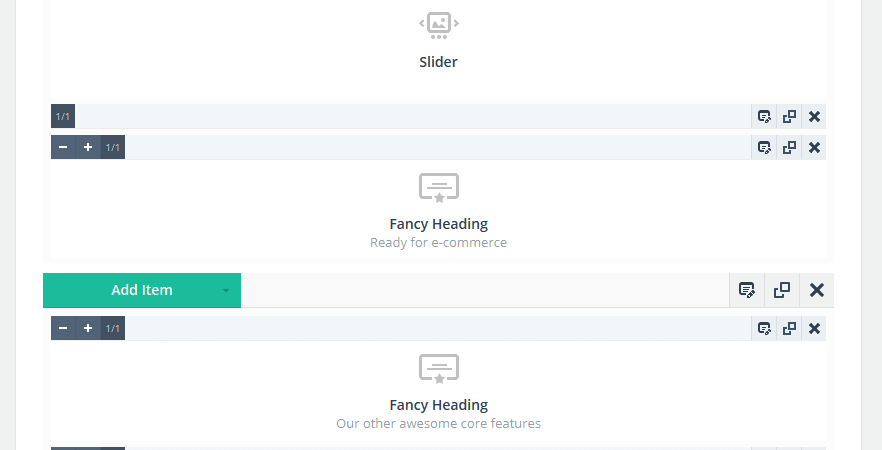 Slider
1/1
1/1
Fancy Heading
Ready for e-commerce
Add Item
1/1
Fancy Heading
Our other awesome core features